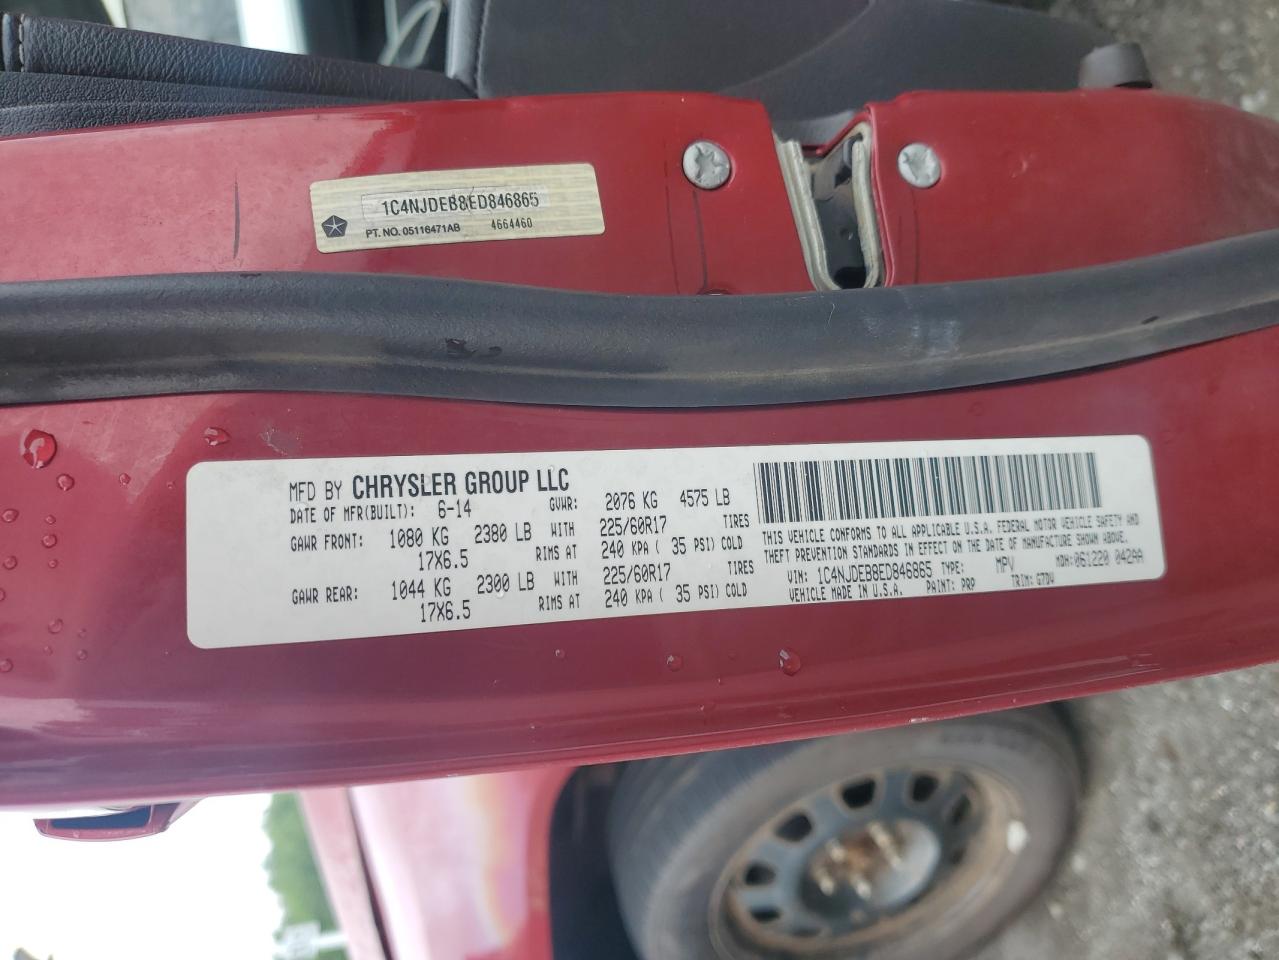 1C4NJDEB8ED846865
PT. NO. 05116471AB 4664460
MFD BY CHRYSLER GROUP LLC
DATE OF MFR(BUILT): 6-14 GVWR: 2076 KG 4575 LB
GAWR FRONT: 1080 KG 2380 LB WITH 225/60R17 TIRES
17X6.5 RIMS AT 240 KPA ( 35 PSI) COLD
GAWR REAR: 1044 KG 2300 LB WITH 225/60R17 TIRES
17X6.5 RIMS AT 240 KPA ( 35 PSI) COLD
THIS VEHICLE CONFORMS TO ALL APPLICABLE U.S.A. FEDERAL MOTOR VEHICLE SAFETY AND
THEFT PREVENTION STANDARDS IN EFFECT ON THE DATE OF MANUFACTURE SHOWN ABOVE.
VIN: 1C4NJDEB8ED846865 TYPE: MPV MDH: 061220 042AA
VEHICLE MADE IN U.S.A. PAINT: PRP TRIM: G7DV